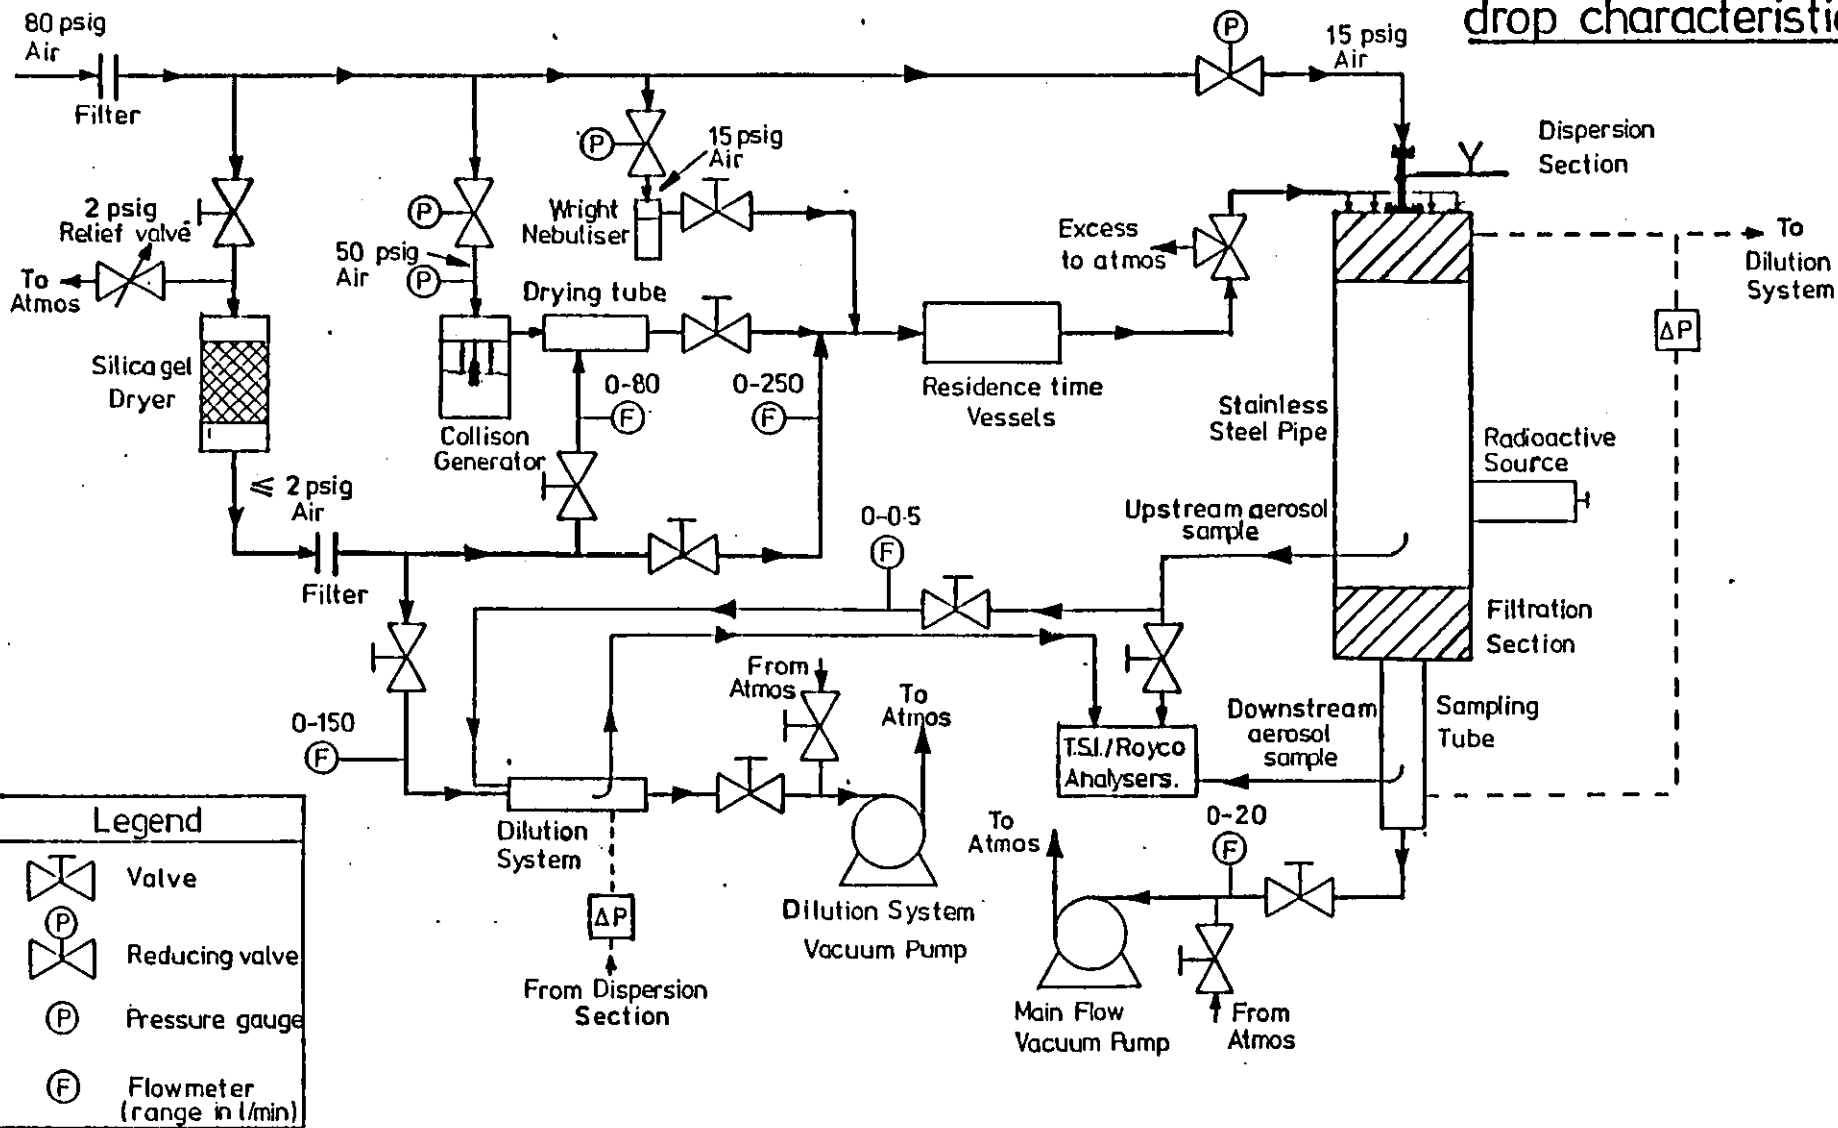 drop characteristi
80 psig
Air
Filter
P
15 psig
Air
Dispersion
Section
P
15 psig
Air
2 psig
Relief valve
To
Atmos
P
50 psig
Air
P
Wright
Nebuliser
Excess
to atmos
To
Dilution
System
ΔP
Drying tube
Silica gel
Dryer
Collison
Generator
0-80
F
0-250
F
Residence time
Vessels
Stainless
Steel Pipe
Radioactive
Source
≤ 2 psig
Air
Filter
0-0·5
F
Upstream aerosol
sample
Filtration
Section
0-150
F
From
Atmos
To
Atmos
T.S.I./Royco
Analysers.
Downstream
aerosol
sample
Sampling
Tube
Dilution
System
ΔP
From Dispersion
Section
Dilution System
Vacuum Pump
To
Atmos
0-20
F
Main Flow
Vacuum Pump
From
Atmos
Legend
Valve
P
Reducing valve
P
Pressure gauge
F
Flowmeter
(range in l/min)